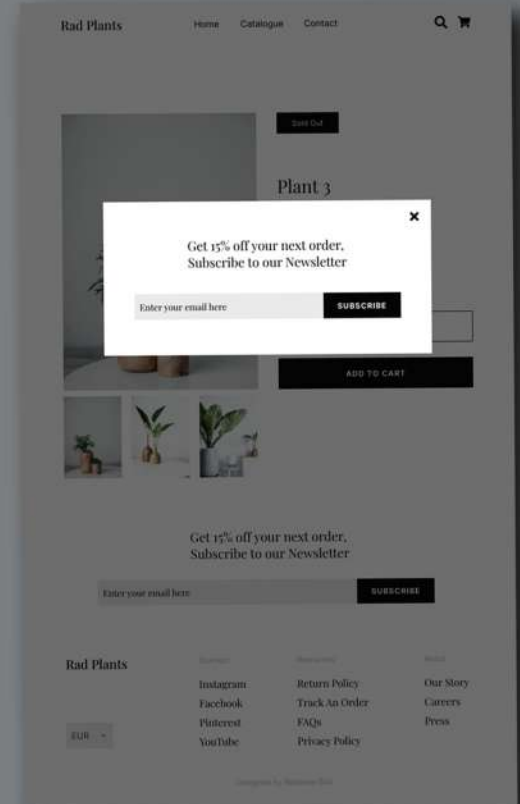 Rad Plants
Home Catalogue Contact
Sold Out
Plant 3
Get 15% off your next order,
Subscribe to our Newsletter
Enter your email here SUBSCRIBE
ADD TO CART
Get 15% off your next order,
Subscribe to our Newsletter
Enter your email here SUBSCRIBE
Rad Plants
EUR
Instagram
Facebook
Pinterest
YouTube
Return Policy
Track An Order
FAQs
Privacy Policy
Our Story
Careers
Press